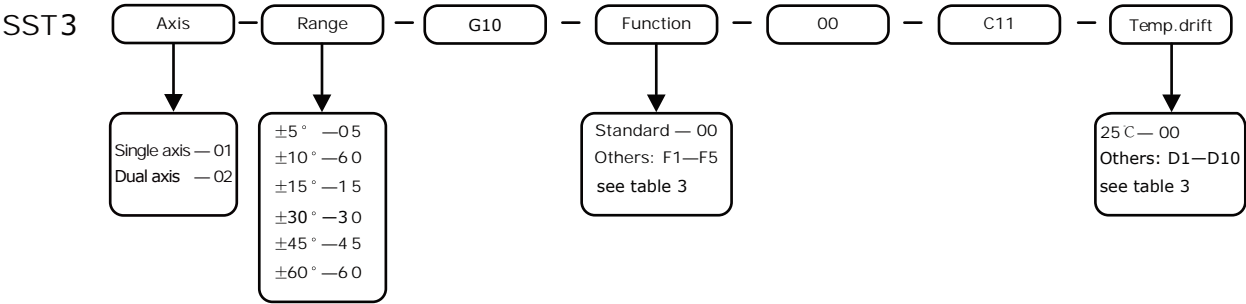 SST3 Axis — Range — G10 — Function — 00 — C11 — Temp.drift
Single axis — 01
Dual axis — 02
±5° —05
±10° —60
±15° —15
±30° —30
±45° —45
±60° —60
Standard — 00
Others: F1—F5
see table 3
25℃— 00
Others: D1—D10
see table 3